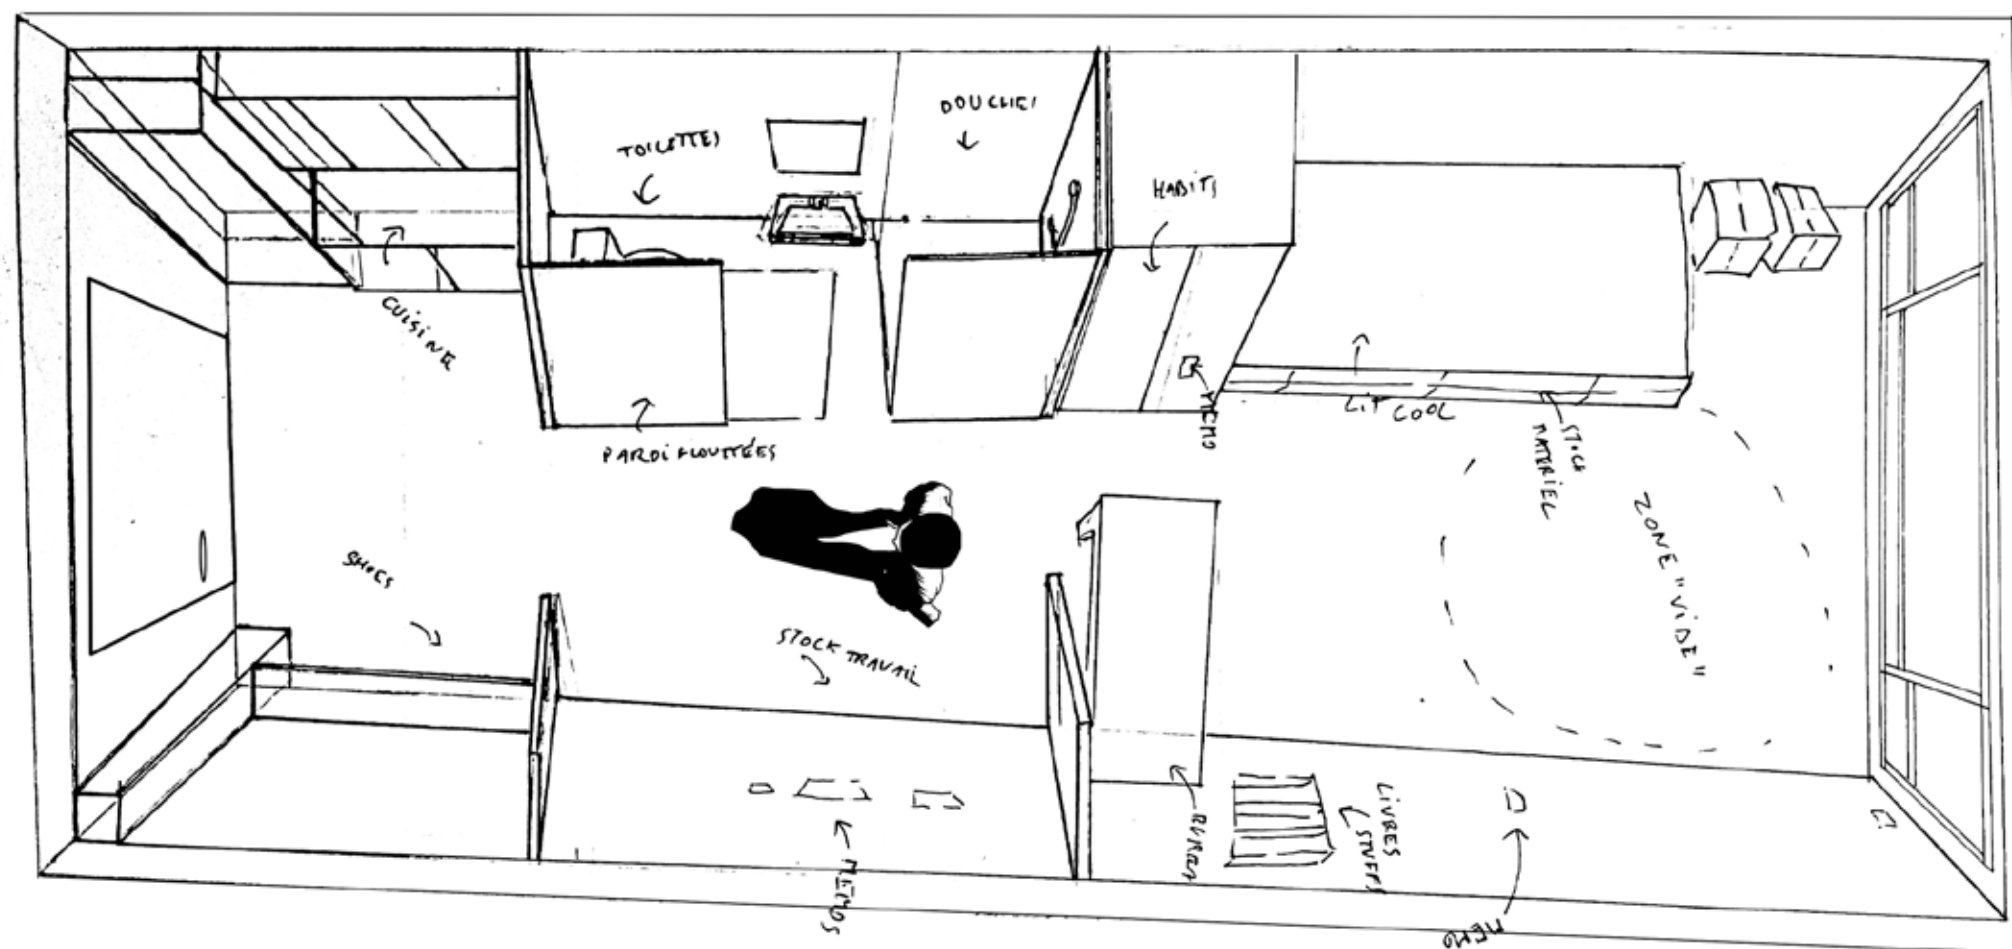 TOILETTES
DOUCHE
HABITS
CUISINE
PAROI FLOUTTÉES
MEMO
LIT COOL
STOCK
MATERIEL
ZONE "VIDE"
SHOES
STOCK TRAVAIL
MEMOS
BUREAU
LIVRES
STUFFS
MEMO